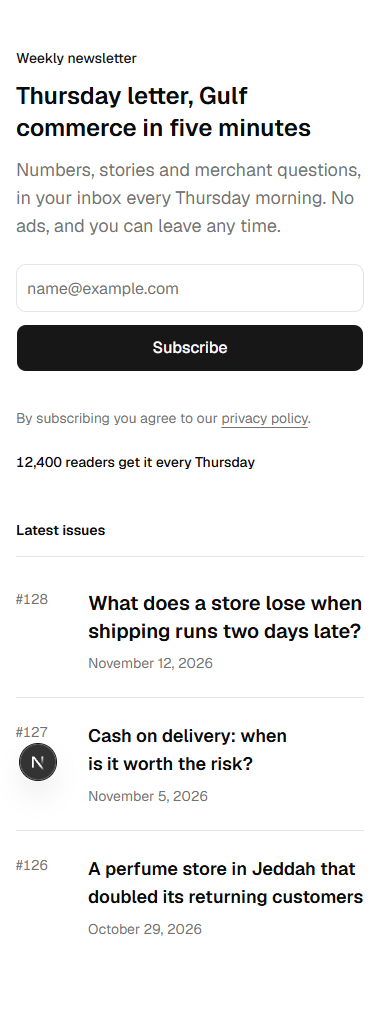 Weekly newsletter
Thursday letter, Gulf
commerce in five minutes
Numbers, stories and merchant questions,
in your inbox every Thursday morning. No
ads, and you can leave any time.
name@example.com
Subscribe
By subscribing you agree to our privacy policy.
12,400 readers get it every Thursday
Latest issues
#128
What does a store lose when
shipping runs two days late?
November 12, 2026
#127
Cash on delivery: when
is it worth the risk?
November 5, 2026
N
#126
A perfume store in Jeddah that
doubled its returning customers
October 29, 2026